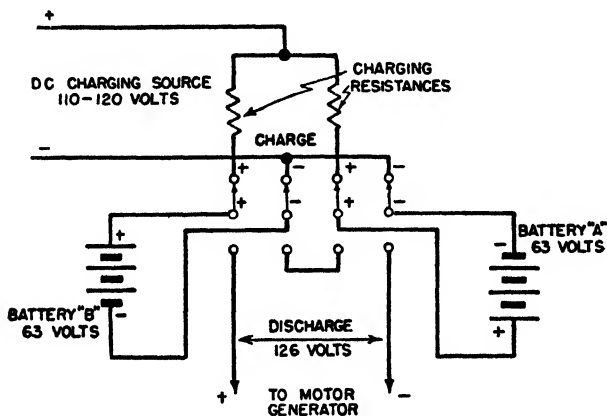 +
DC CHARGING SOURCE
110-120 VOLTS
CHARGING
RESISTANCES
CHARGE
-
+ - + -
+ - + -
+
BATTERY "B"
63 VOLTS
-
-
BATTERY "A"
63 VOLTS
+
DISCHARGE
126 VOLTS
+ -
TO MOTOR
GENERATOR